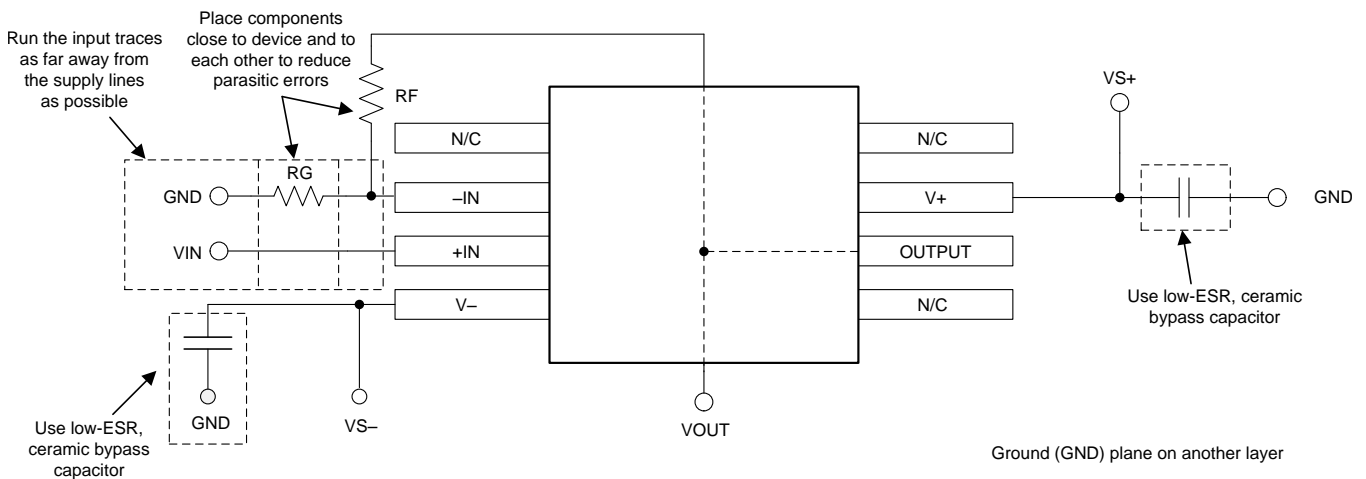 Place components
close to device and to
each other to reduce
parasitic errors
Run the input traces
as far away from
the supply lines
as possible
RF
VS+
N/C
N/C
RG
GND
–IN
V+
GND
VIN
+IN
OUTPUT
V–
N/C
Use low-ESR, ceramic
bypass capacitor
GND
VS–
VOUT
Use low-ESR,
ceramic bypass
capacitor
Ground (GND) plane on another layer